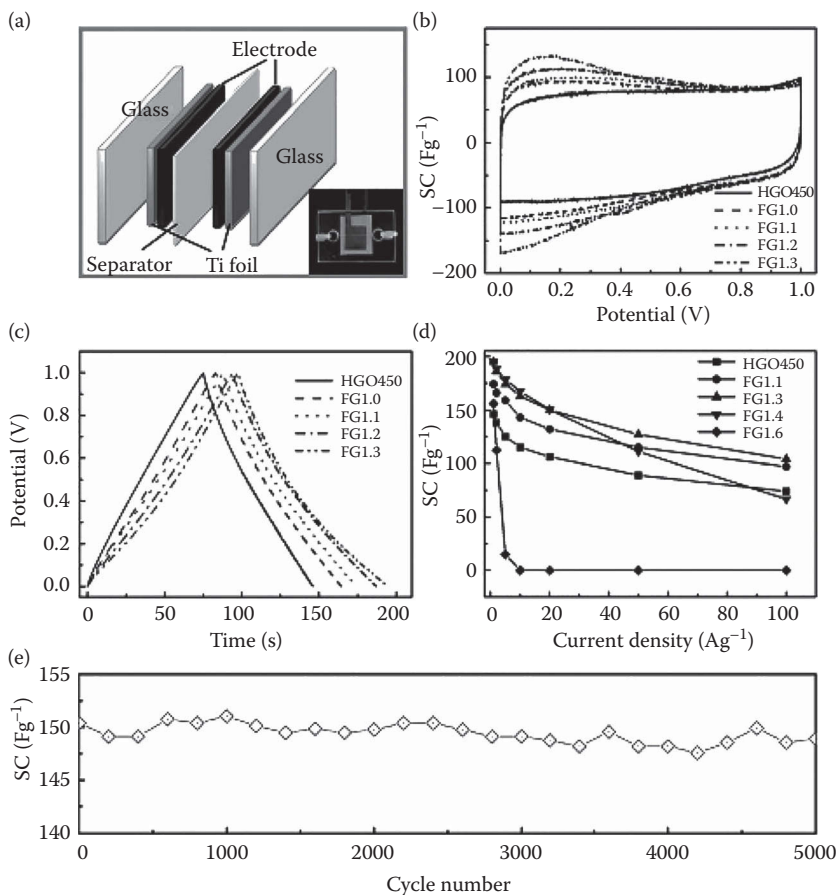 (a)
Electrode
Glass
Glass
Separator
Ti foil
(b)
SC (Fg⁻¹)
100
0
−100
−200
0.0
0.2
0.4
0.6
0.8
1.0
Potential (V)
HGO450
FG1.0
FG1.1
FG1.2
FG1.3
(c)
Potential (V)
1.0
0.8
0.6
0.4
0.2
0.0
0
50
100
150
200
Time (s)
HGO450
FG1.0
FG1.1
FG1.2
FG1.3
(d)
SC (Fg⁻¹)
200
150
100
50
0
0
20
40
60
80
100
Current density (Ag⁻¹)
HGO450
FG1.1
FG1.3
FG1.4
FG1.6
(e)
SC (Fg⁻¹)
155
150
145
140
0
1000
2000
3000
4000
5000
Cycle number